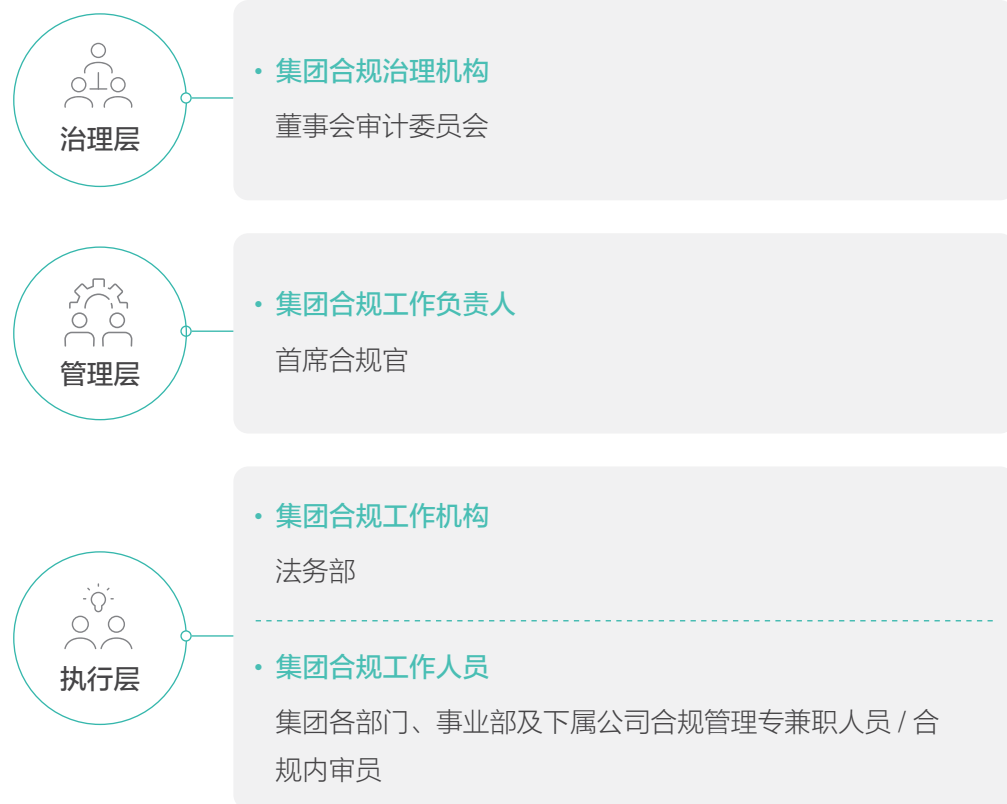 治理层
• 集团合规治理机构
董事会审计委员会
管理层
• 集团合规工作负责人
首席合规官
执行层
• 集团合规工作机构
法务部
• 集团合规工作人员
集团各部门、事业部及下属公司合规管理专兼职人员 / 合
规内审员